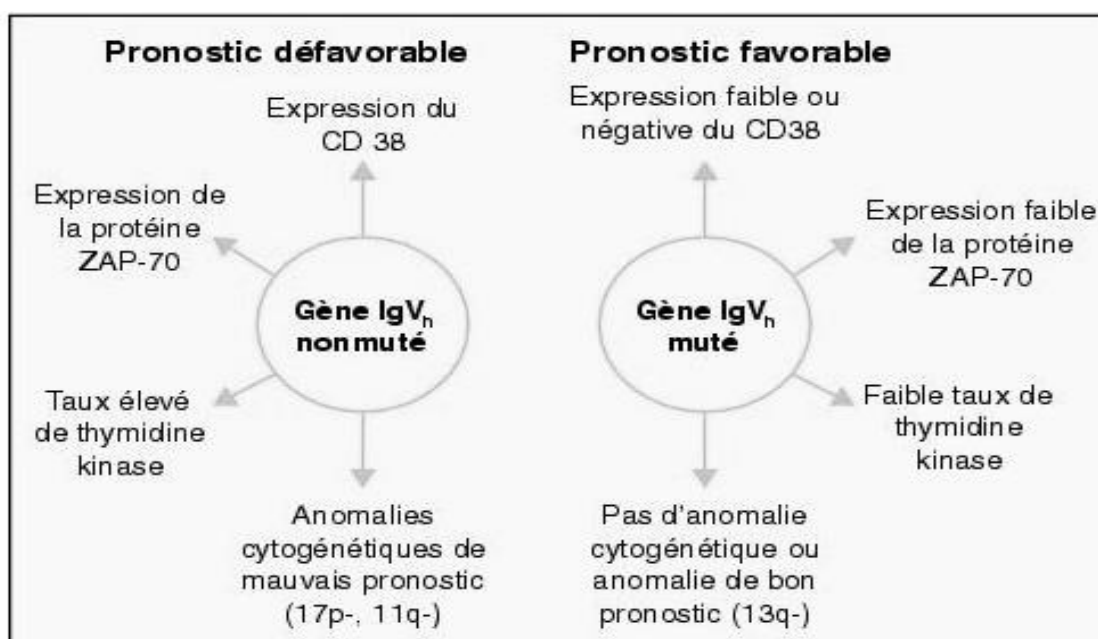 Pronostic défavorable
Expression du
CD 38
Expression de
la protéine
ZAP-70
Gène IgVh
non muté
Taux élevé
de thymidine
kinase
Anomalies
cytogénétiques de
mauvais pronostic
(17p-, 11q-)
Pronostic favorable
Expression faible ou
négative du CD38
Expression faible
de la protéine
ZAP-70
Gène IgVh
muté
Faible taux de
thymidine
kinase
Pas d'anomalie
cytogénétique ou
anomalie de bon
pronostic (13q-)